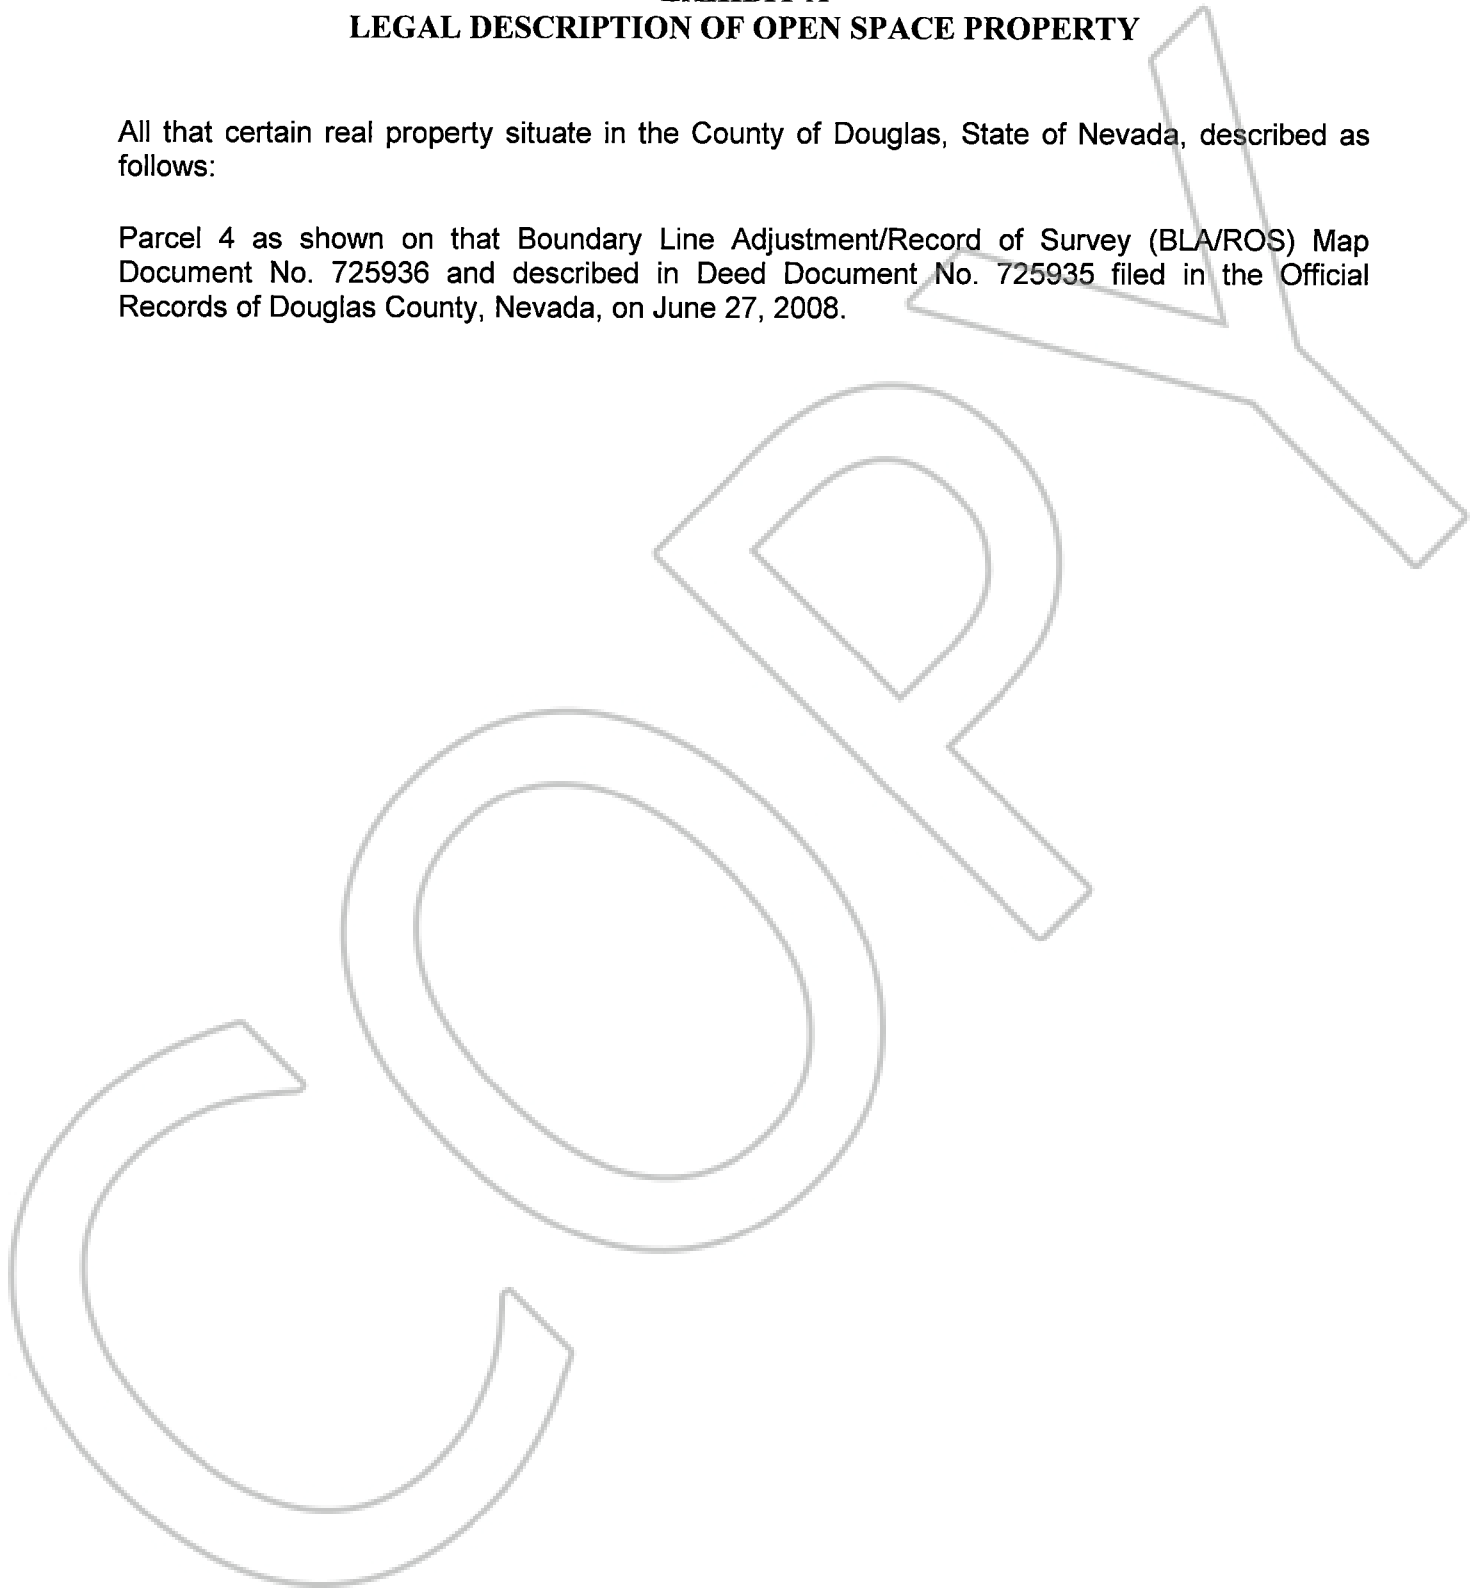 LEGAL DESCRIPTION OF OPEN SPACE PROPERTY
All that certain real property situate in the County of Douglas, State of Nevada, described as
follows:
Parcel 4 as shown on that Boundary Line Adjustment/Record of Survey (BLA/ROS) Map
Document No. 725936 and described in Deed Document No. 725935 filed in the Official
Records of Douglas County, Nevada, on June 27, 2008.
COPY